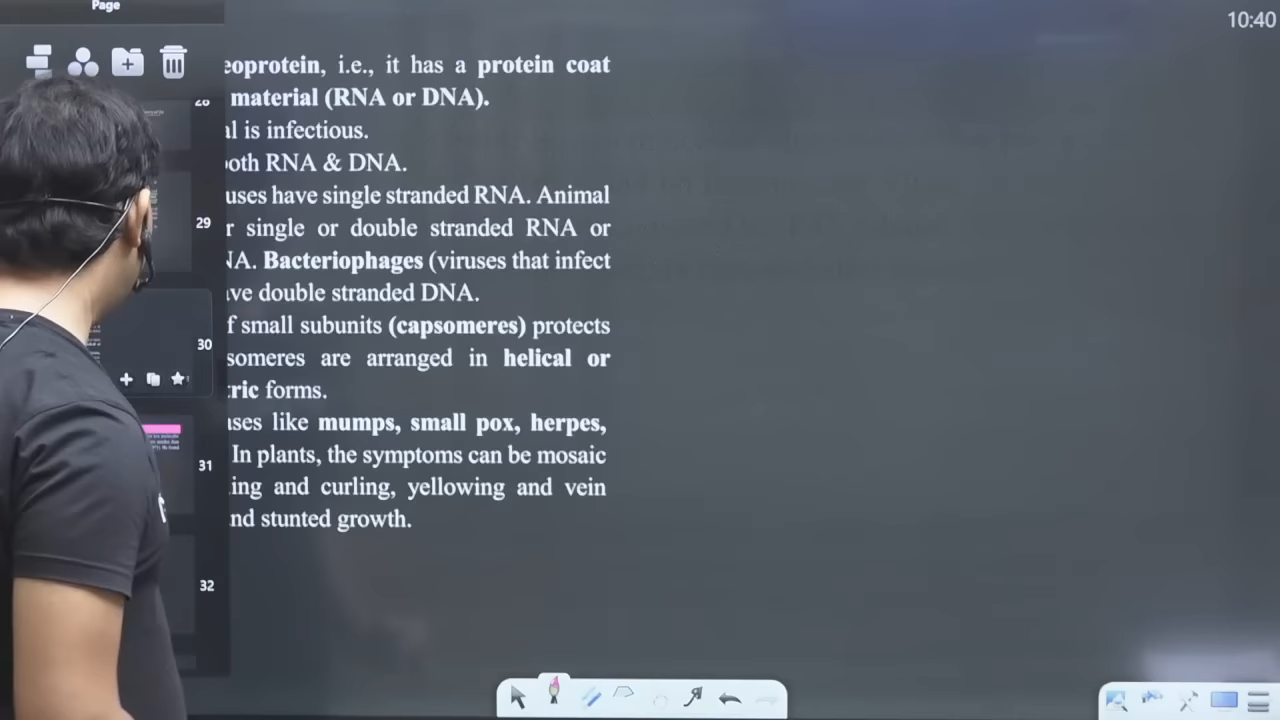 Page
10:40
eoprotein, i.e., it has a protein coat
material (RNA or DNA).
al is infectious.
both RNA & DNA.
uses have single stranded RNA. Animal
r single or double stranded RNA or
NA. Bacteriophages (viruses that infect
ave double stranded DNA.
f small subunits (capsomeres) protects
someres are arranged in helical or
tric forms.
ases like mumps, small pox, herpes,
In plants, the symptoms can be mosaic
ling and curling, yellowing and vein
nd stunted growth.
28
29
30
31
32